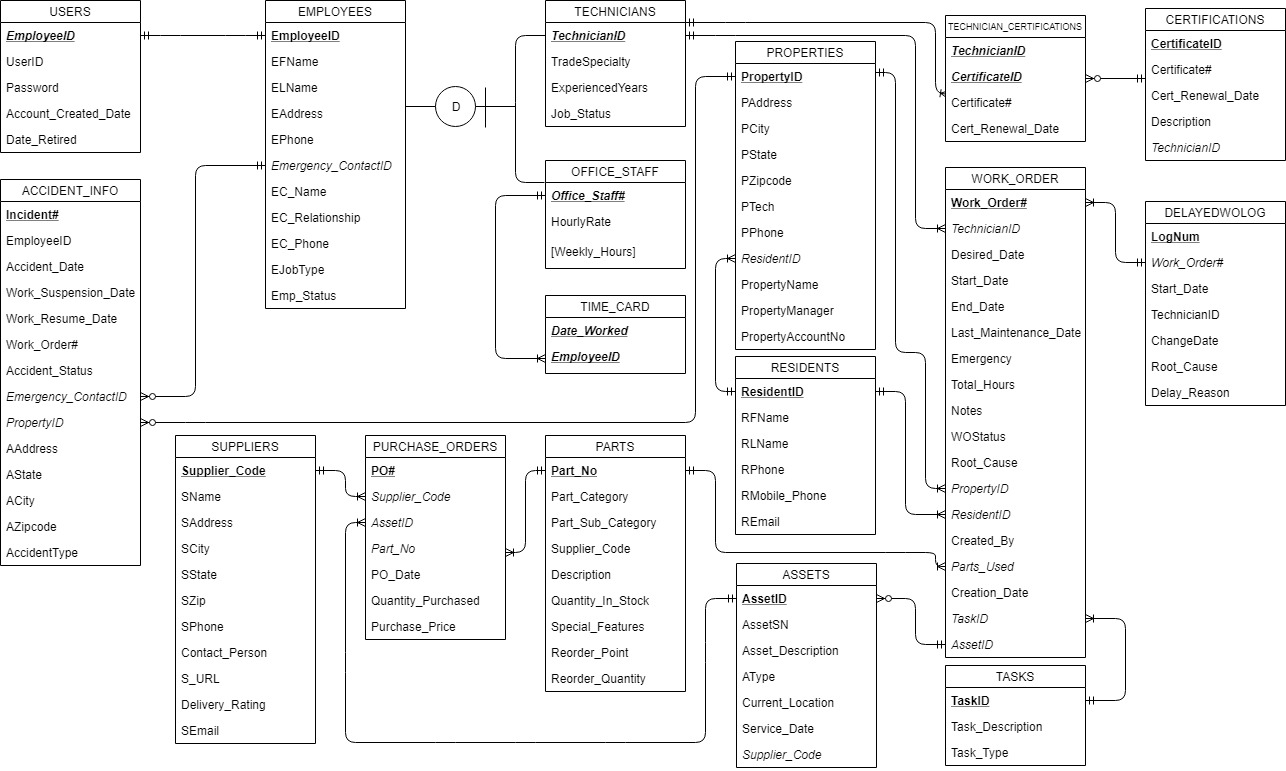 USERS
EmployeeID
UserID
Password
Account_Created_Date
Date_Retired
EMPLOYEES
EmployeeID
EFName
ELName
EAddress
EPhone
Emergency_ContactID
EC_Name
EC_Relationship
EC_Phone
EJobType
Emp_Status
D
TECHNICIANS
TechnicianID
TradeSpecialty
ExperiencedYears
Job_Status
OFFICE_STAFF
Office_Staff#
HourlyRate
[Weekly_Hours]
TIME_CARD
Date_Worked
EmployeeID
PROPERTIES
PropertyID
PAddress
PCity
PState
PZipcode
PTech
PPhone
ResidentID
PropertyName
PropertyManager
PropertyAccountNo
TECHNICIAN_CERTIFICATIONS
TechnicianID
CertificateID
Certificate#
Cert_Renewal_Date
CERTIFICATIONS
CertificateID
Certificate#
Cert_Renewal_Date
Description
TechnicianID
ACCIDENT_INFO
Incident#
EmployeeID
Accident_Date
Work_Suspension_Date
Work_Resume_Date
Work_Order#
Accident_Status
Emergency_ContactID
PropertyID
AAddress
AState
ACity
AZipcode
AccidentType
WORK_ORDER
Work_Order#
TechnicianID
Desired_Date
Start_Date
End_Date
Last_Maintenance_Date
Emergency
Total_Hours
Notes
WOStatus
Root_Cause
PropertyID
ResidentID
Created_By
Parts_Used
Creation_Date
TaskID
AssetID
DELAYEDWOLOG
LogNum
Work_Order#
Start_Date
TechnicianID
ChangeDate
Root_Cause
Delay_Reason
RESIDENTS
ResidentID
RFName
RLName
RPhone
RMobile_Phone
REmail
SUPPLIERS
Supplier_Code
SName
SAddress
SCity
SState
SZip
SPhone
Contact_Person
S_URL
Delivery_Rating
SEmail
PURCHASE_ORDERS
PO#
Supplier_Code
AssetID
Part_No
PO_Date
Quantity_Purchased
Purchase_Price
PARTS
Part_No
Part_Category
Part_Sub_Category
Supplier_Code
Description
Quantity_In_Stock
Special_Features
Reorder_Point
Reorder_Quantity
ASSETS
AssetID
AssetSN
Asset_Description
AType
Current_Location
Service_Date
Supplier_Code
TASKS
TaskID
Task_Description
Task_Type